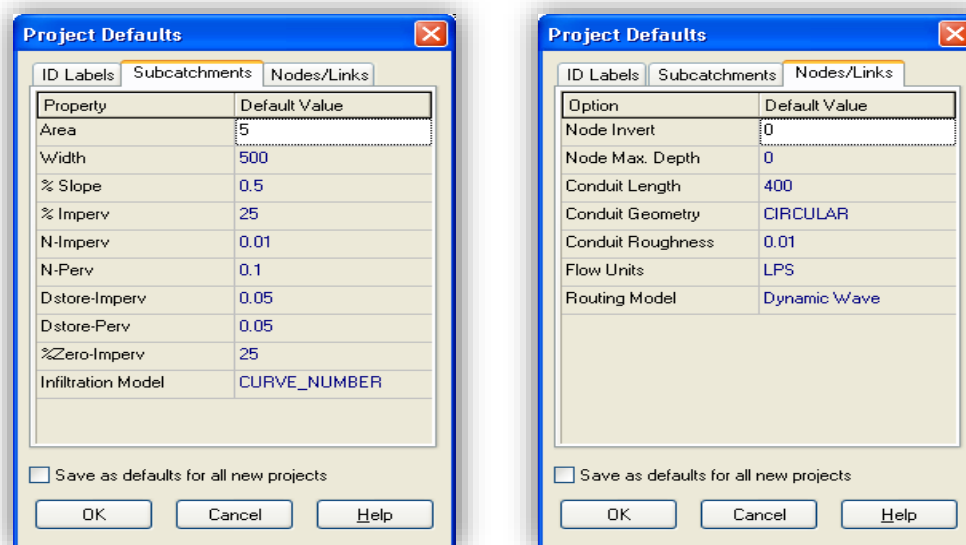 Project Defaults
ID Labels Subcatchments Nodes/Links
Property Default Value
Area 5
Width 500
% Slope 0.5
% Imperv 25
N-Imperv 0.01
N-Perv 0.1
Dstore-Imperv 0.05
Dstore-Perv 0.05
%Zero-Imperv 25
Infiltration Model CURVE_NUMBER
Save as defaults for all new projects
OK Cancel Help
Project Defaults
ID Labels Subcatchments Nodes/Links
Option Default Value
Node Invert 0
Node Max. Depth 0
Conduit Length 400
Conduit Geometry CIRCULAR
Conduit Roughness 0.01
Flow Units LPS
Routing Model Dynamic Wave
Save as defaults for all new projects
OK Cancel Help